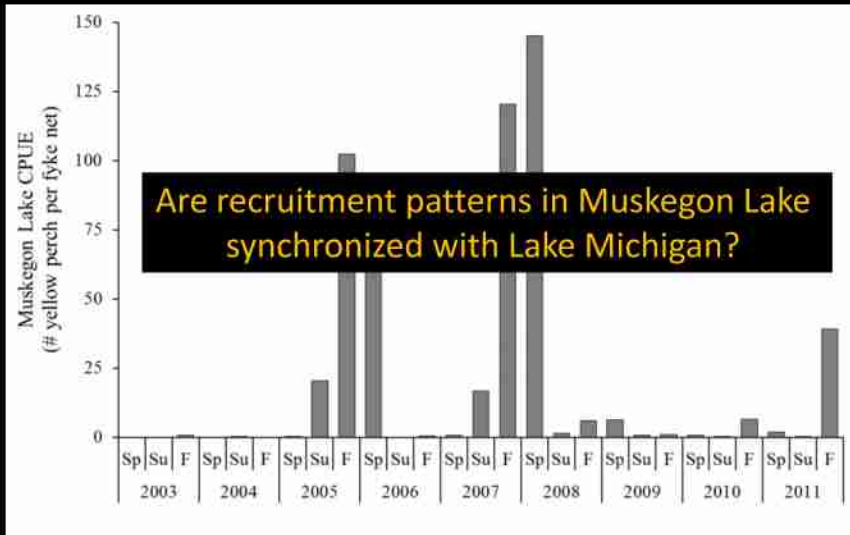 150
125
100
75
50
25
0
Muskegon Lake CPUE
(# yellow perch per fyke net)
Are recruitment patterns in Muskegon Lake
synchronized with Lake Michigan?
Sp Su F Sp Su F Sp Su F Sp Su F Sp Su F Sp Su F Sp Su F Sp Su F Sp Su F
2003 2004 2005 2006 2007 2008 2009 2010 2011